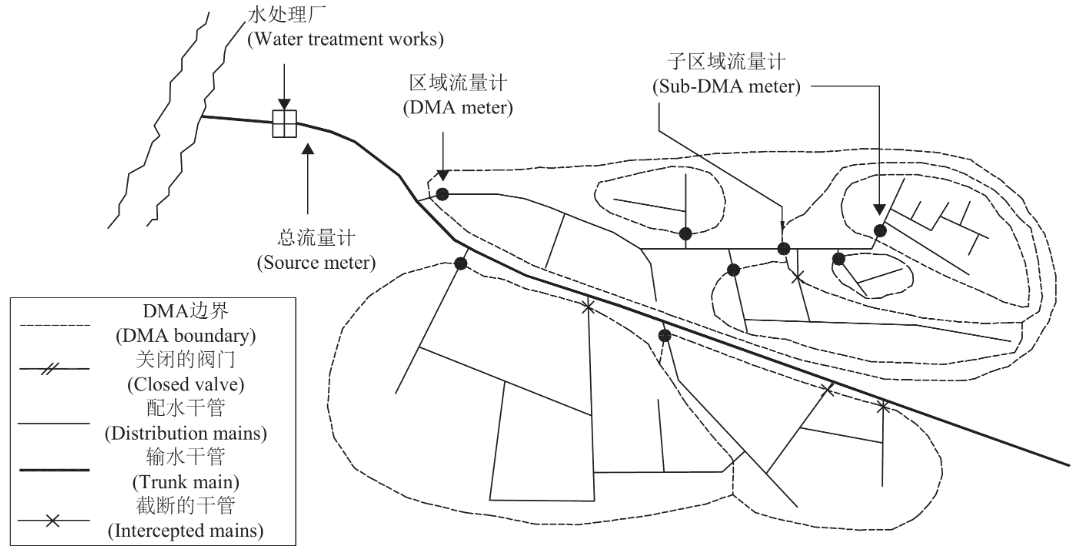 水处理厂
(Water treatment works)
区域流量计
(DMA meter)
子区域流量计
(Sub-DMA meter)
总流量计
(Source meter)
DMA边界
(DMA boundary)
关闭的阀门
(Closed valve)
配水干管
(Distribution mains)
输水干管
(Trunk main)
截断的干管
(Intercepted mains)